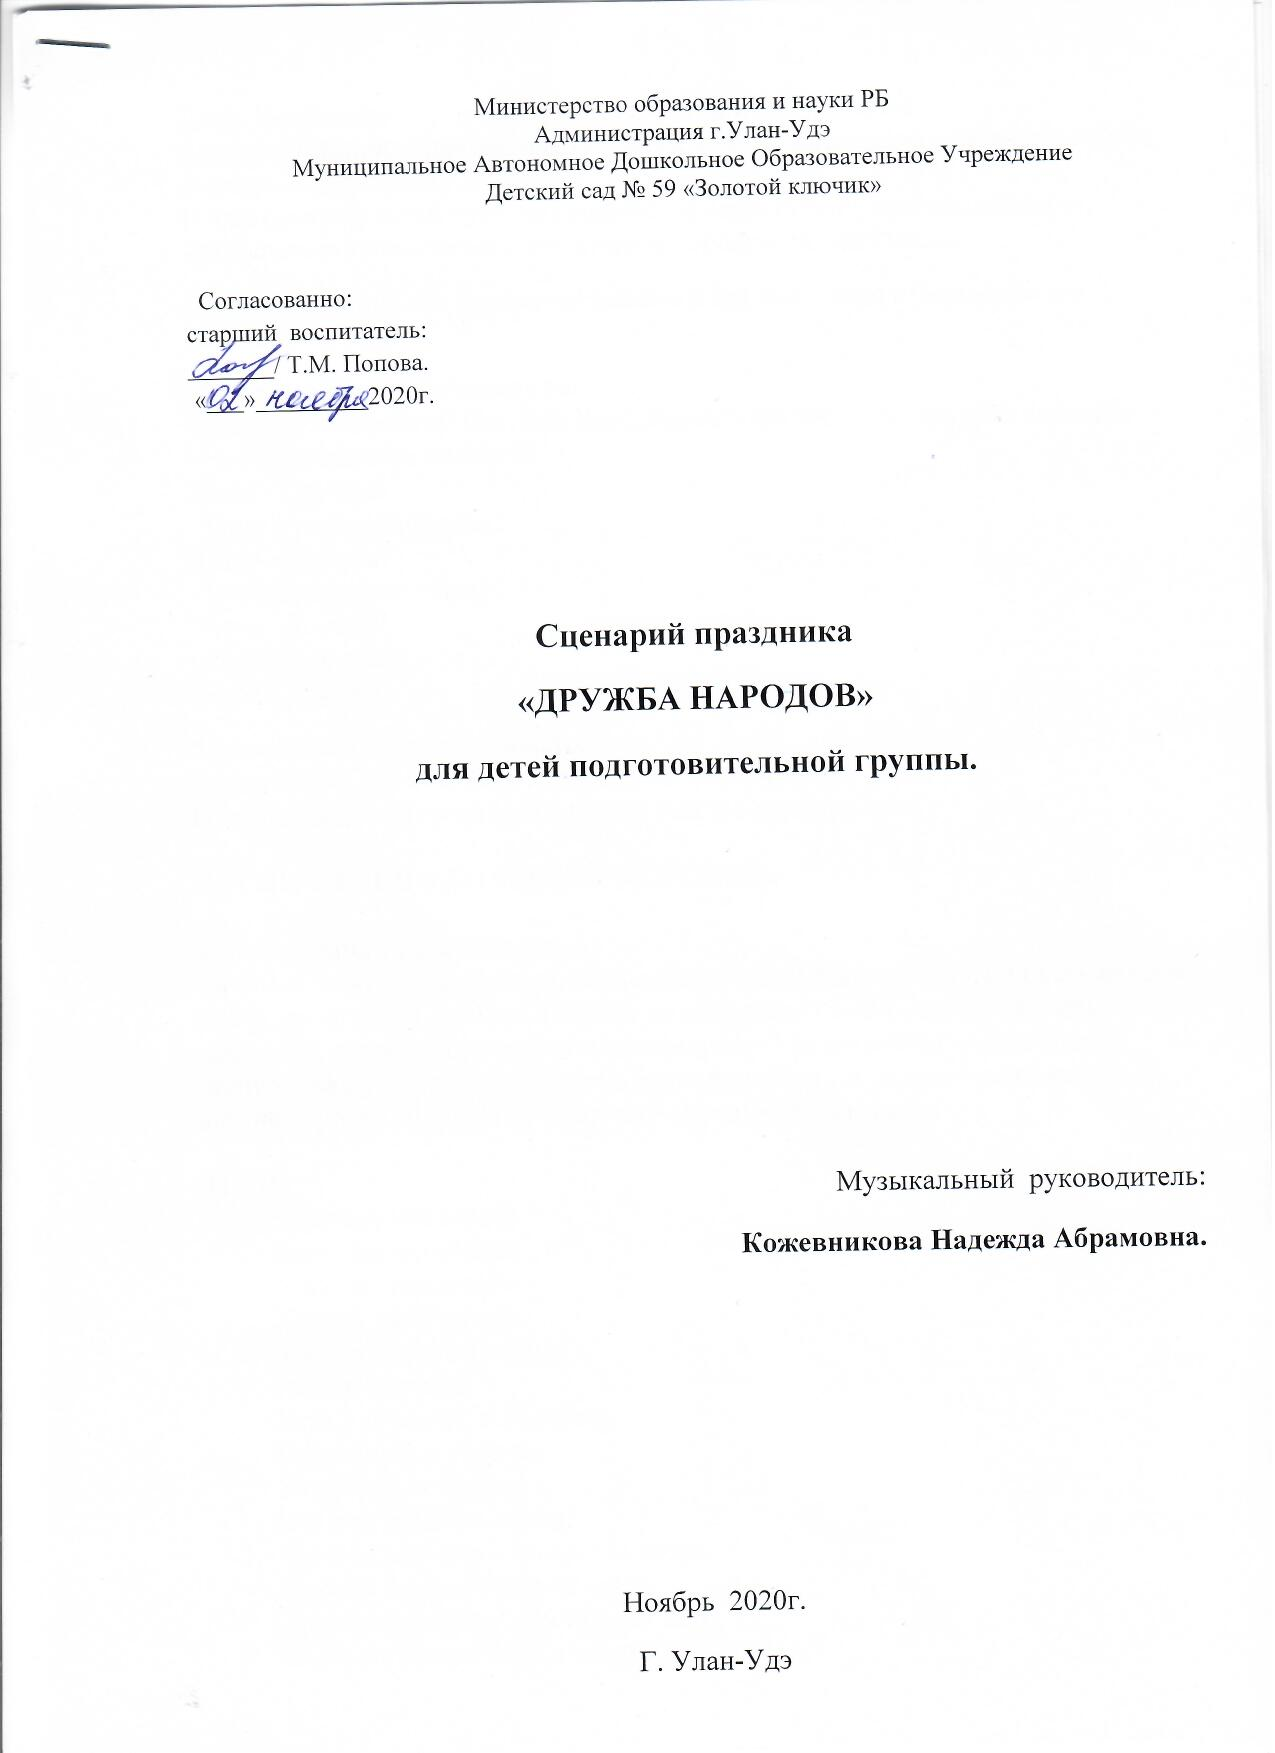 Министерство образования и науки РБ
Администрация г.Улан-Удэ
Муниципальное Автономное Дошкольное Образовательное Учреждение
Детский сад № 59 «Золотой ключик»
Согласованно:
старший воспитатель:
/ Т.М. Попова.
«02» ноября 2020г.
Сценарий праздника
«ДРУЖБА НАРОДОВ»
для детей подготовительной группы.
Музыкальный руководитель:
Кожевникова Надежда Абрамовна.
Ноябрь 2020г.
Г. Улан-Удэ